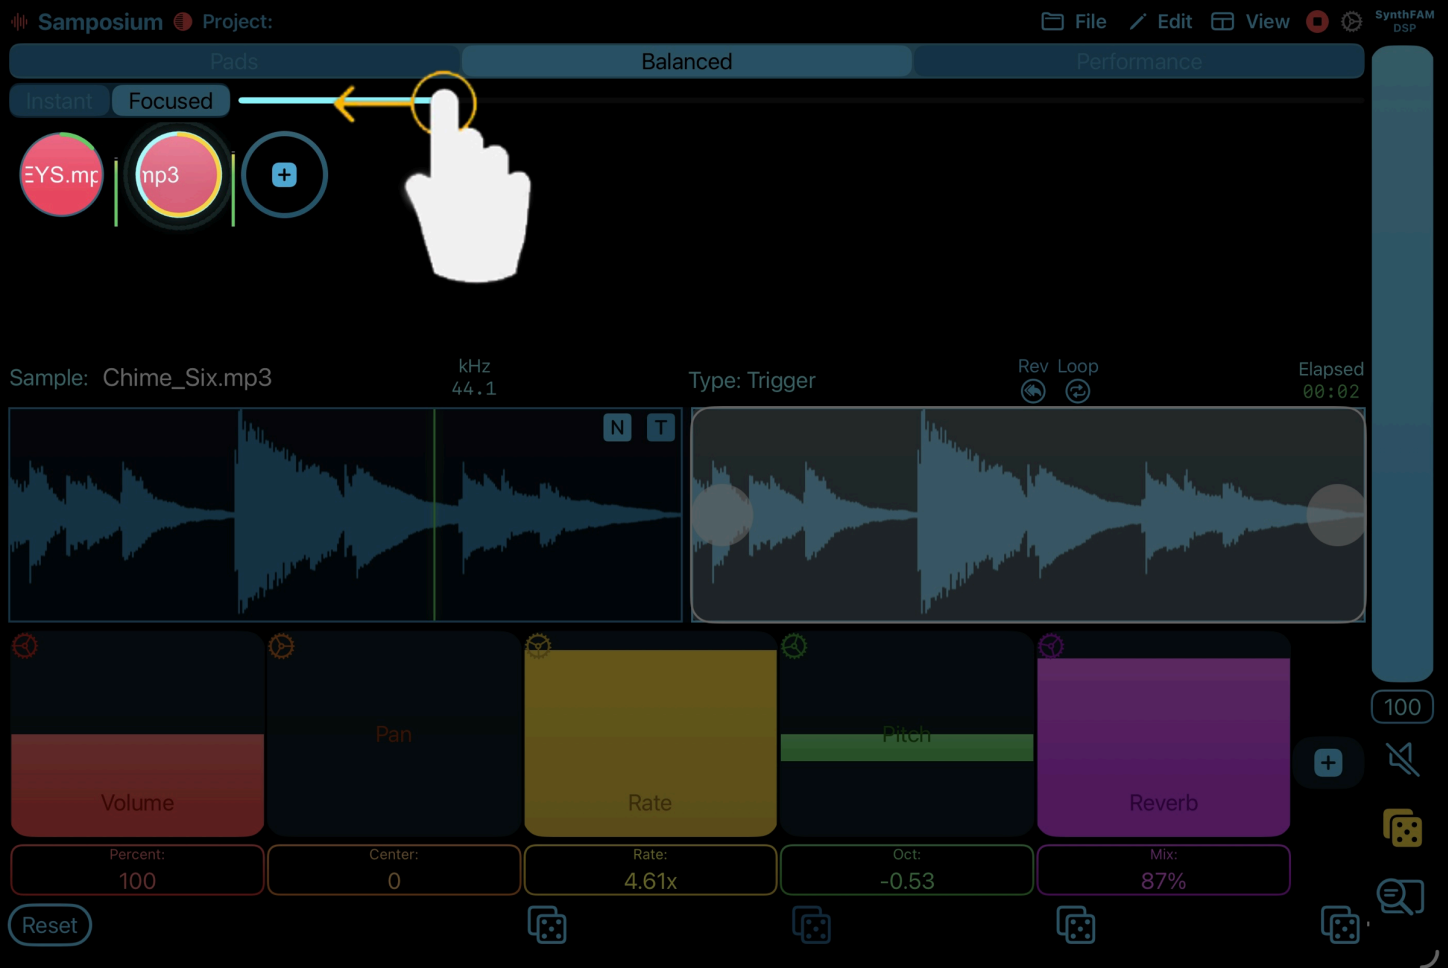 Samposium Project: File Edit View SynthFAM
DSP
Pads Balanced Performance
Instant Focused
EYS.mp mp3
Sample: Chime_Six.mp3 kHz
44.1 Type: Trigger Rev Loop Elapsed
00:02
N T
Volume Pan Rate Pitch Reverb
100
Percent: Center: Rate: Oct: Mix:
100 0 4.61x -0.53 87%
Reset